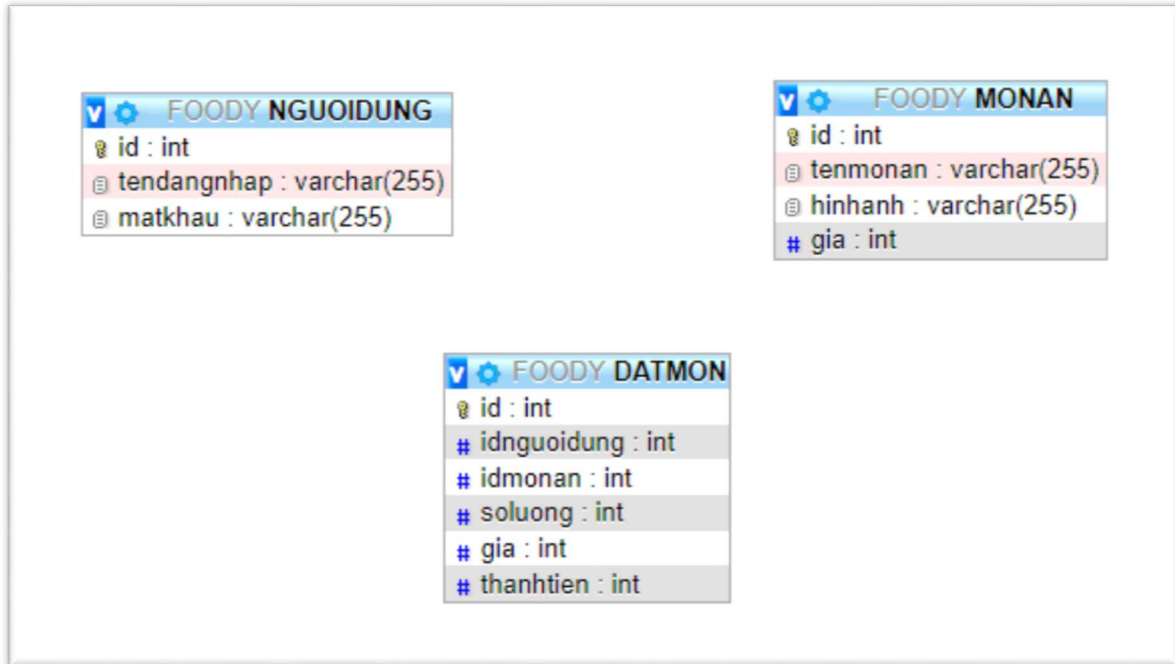 FOODY NGUOIDUNG
id : int
tendangnhap : varchar(255)
matkhau : varchar(255)
FOODY MONAN
id : int
tenmonan : varchar(255)
hinhanh : varchar(255)
gia : int
FOODY DATMON
id : int
idnguoidung : int
idmonan : int
soluong : int
gia : int
thanhtien : int